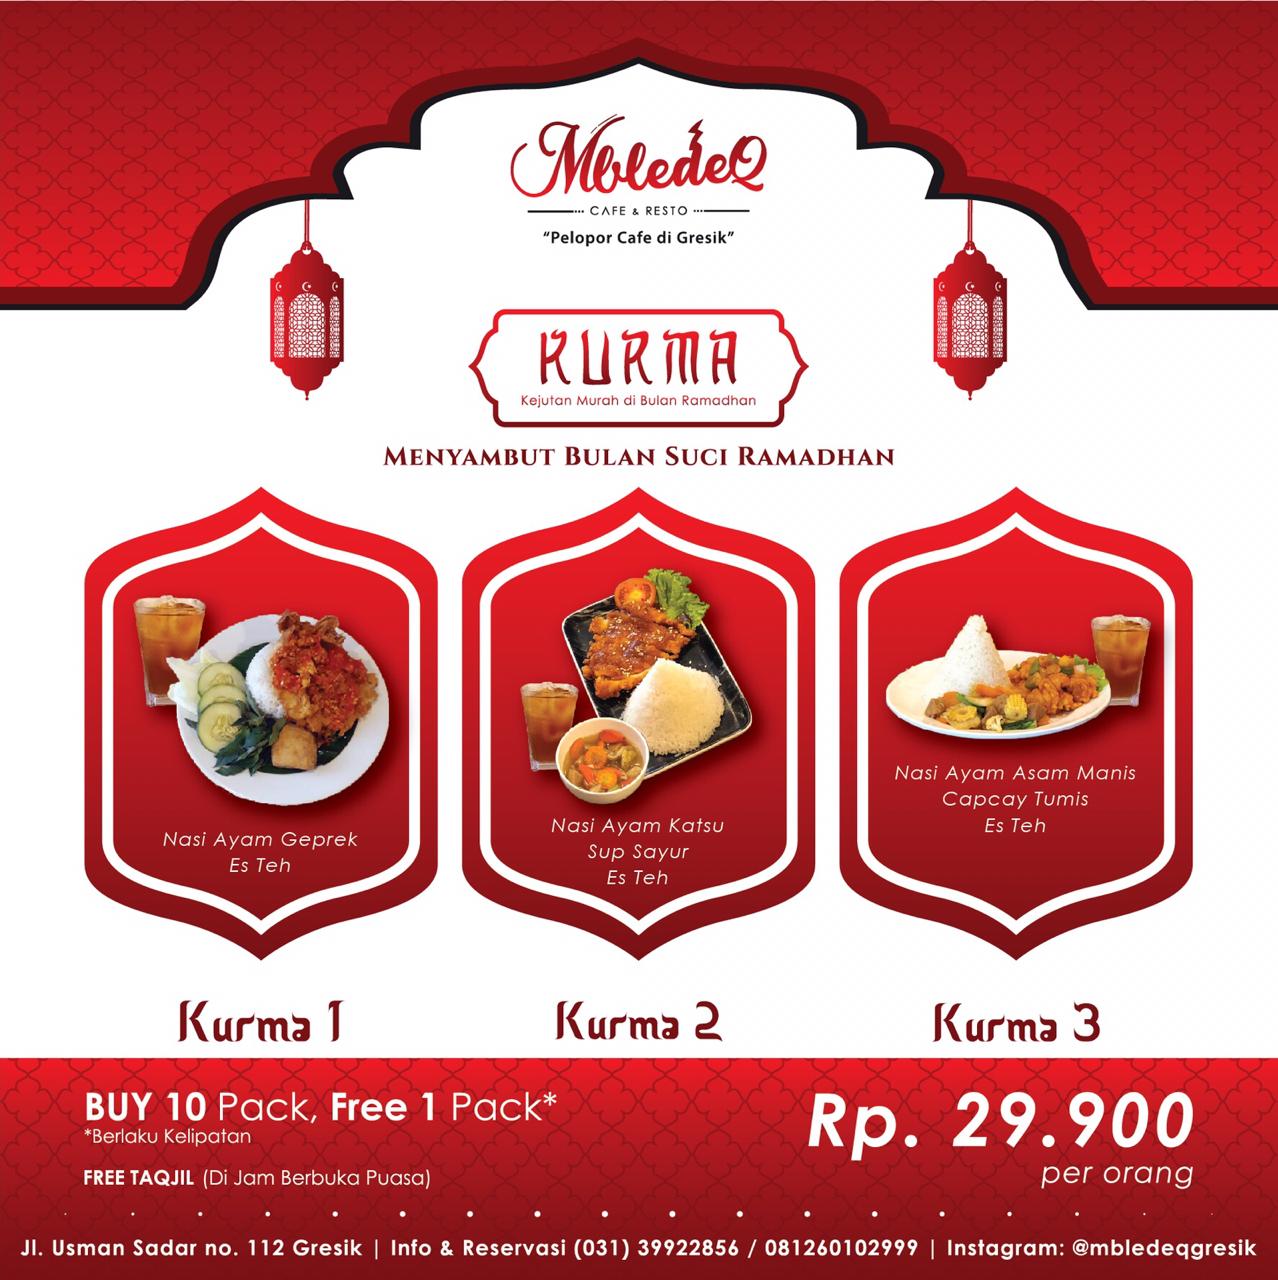 MbledeQ
CAFE & RESTO
“Pelopor Cafe di Gresik”
KURMA
Kejutan Murah di Bulan Ramadhan
Menyambut Bulan Suci Ramadhan
Nasi Ayam Geprek
Es Teh
Nasi Ayam Katsu
Sup Sayur
Es Teh
Nasi Ayam Asam Manis
Capcay Tumis
Es Teh
Kurma 1
Kurma 2
Kurma 3
BUY 10 Pack, Free 1 Pack*
*Berlaku Kelipatan
FREE TAQJIL (Di Jam Berbuka Puasa)
Rp. 29.900
per orang
Jl. Usman Sadar no. 112 Gresik | Info & Reservasi (031) 39922856 / 081260102999 | Instagram: @mbledeqgresik